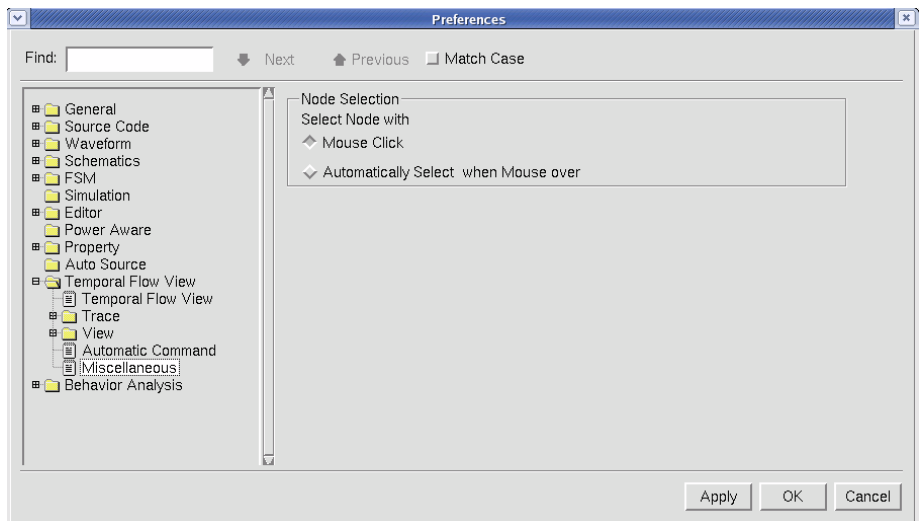 Preferences
Find:
Next
Previous
Match Case
General
Source Code
Waveform
Schematics
FSM
Simulation
Editor
Power Aware
Property
Auto Source
Temporal Flow View
Temporal Flow View
Trace
View
Automatic Command
Miscellaneous
Behavior Analysis
Node Selection
Select Node with
Mouse Click
Automatically Select when Mouse over
Apply
OK
Cancel